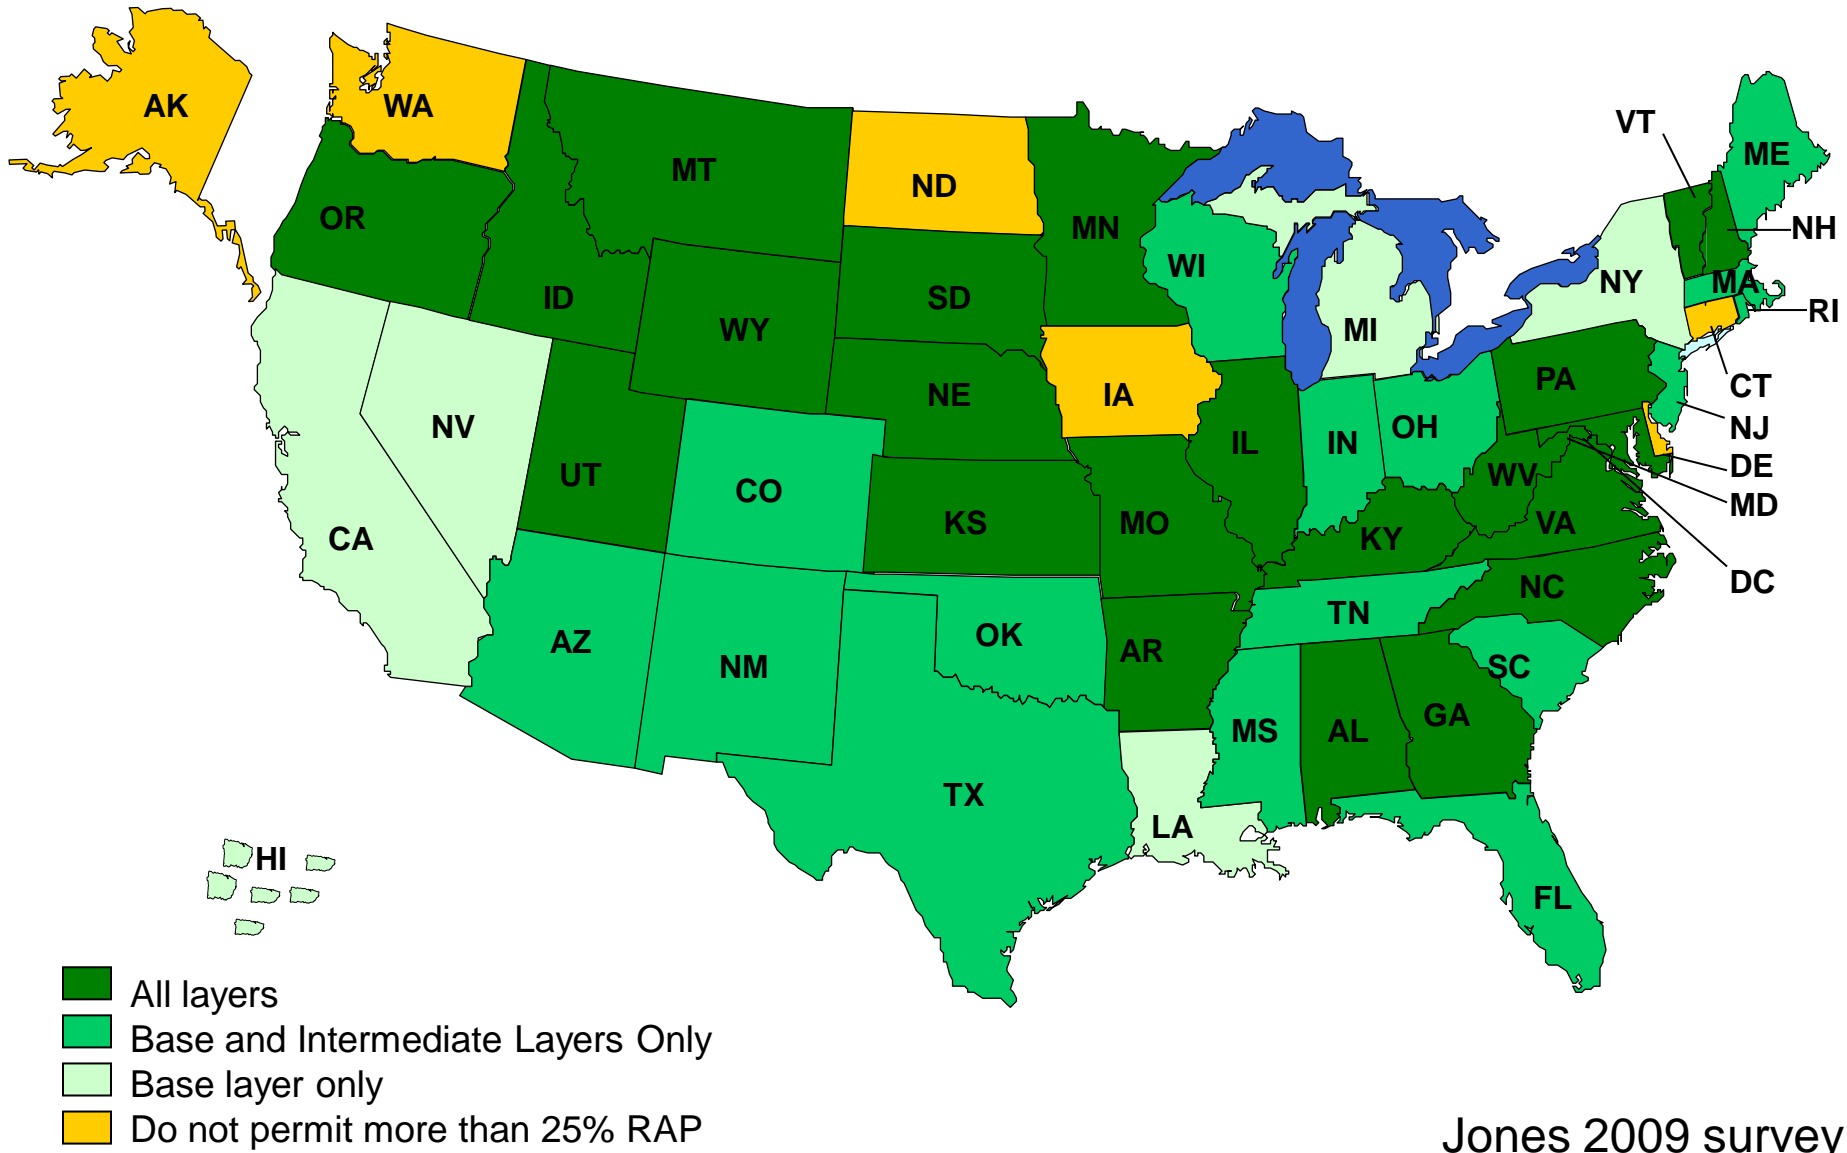 AK
WA
MT
ND
MN
VT
ME
OR
NH
WI
ID
SD
NY
MA
RI
WY
MI
NE
IA
PA
CT
NV
IL
IN
OH
NJ
UT
CO
WV
DE
KS
MO
MD
CA
KY
VA
DC
AZ
NM
OK
AR
TN
NC
SC
MS
AL
GA
TX
LA
HI
FL
All layers
Base and Intermediate Layers Only
Base layer only
Do not permit more than 25% RAP
Jones 2009 survey